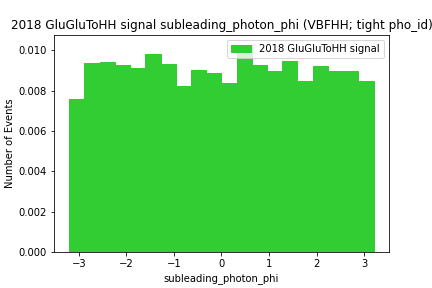 2018 GluGluToHH signal subleading_photon_phi (VBFHH; tight pho_id)
2018 GluGluToHH signal
Number of Events
0.010
0.008
0.006
0.004
0.002
0.000
−3 −2 −1 0 1 2 3
subleading_photon_phi